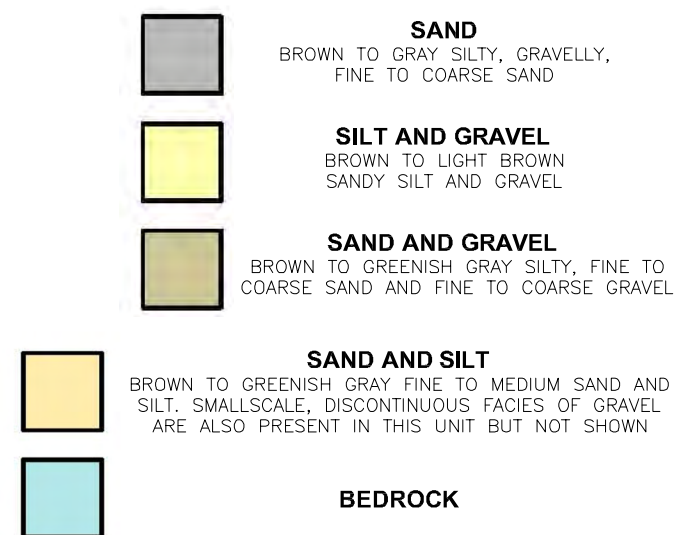 SAND
BROWN TO GRAY SILTY, GRAVELLY,
FINE TO COARSE SAND
SILT AND GRAVEL
BROWN TO LIGHT BROWN
SANDY SILT AND GRAVEL
SAND AND GRAVEL
BROWN TO GREENISH GRAY SILTY, FINE TO
COARSE SAND AND FINE TO COARSE GRAVEL
SAND AND SILT
BROWN TO GREENISH GRAY FINE TO MEDIUM SAND AND
SILT. SMALLSCALE, DISCONTINUOUS FACIES OF GRAVEL
ARE ALSO PRESENT IN THIS UNIT BUT NOT SHOWN
BEDROCK